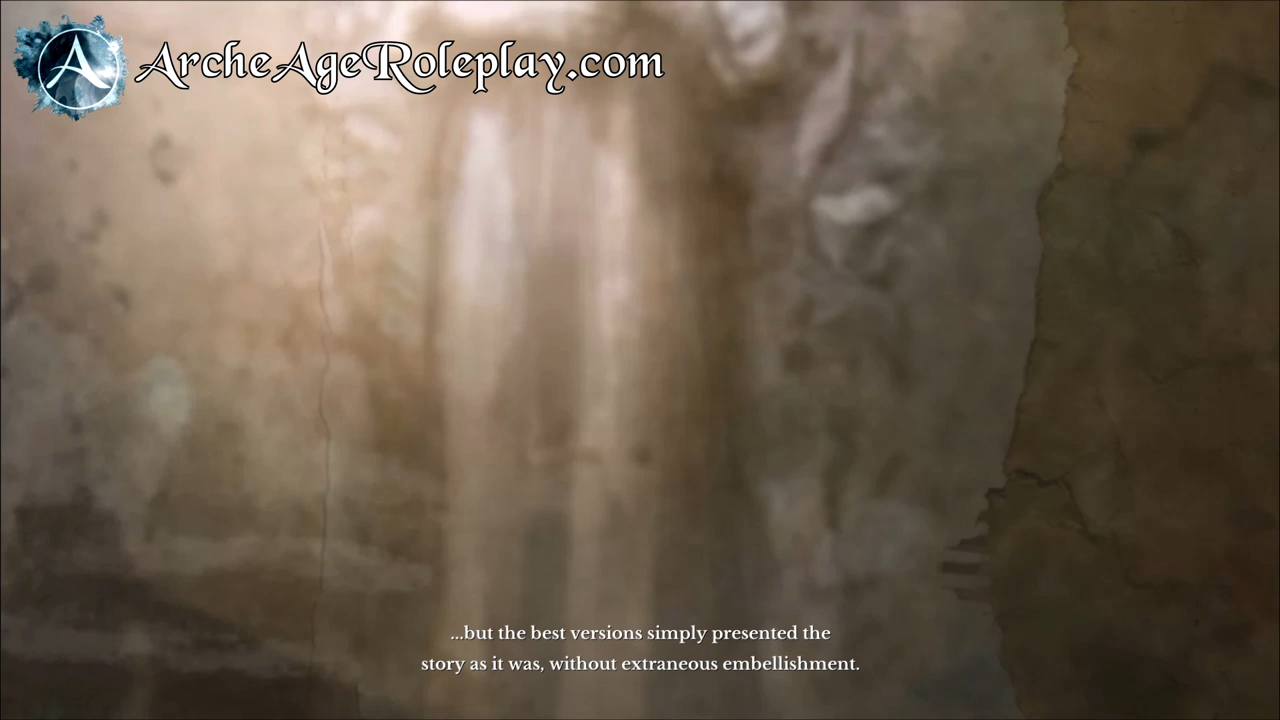 ArcheAgeRoleplay.com
...but the best versions simply presented the
story as it was, without extraneous embellishment.